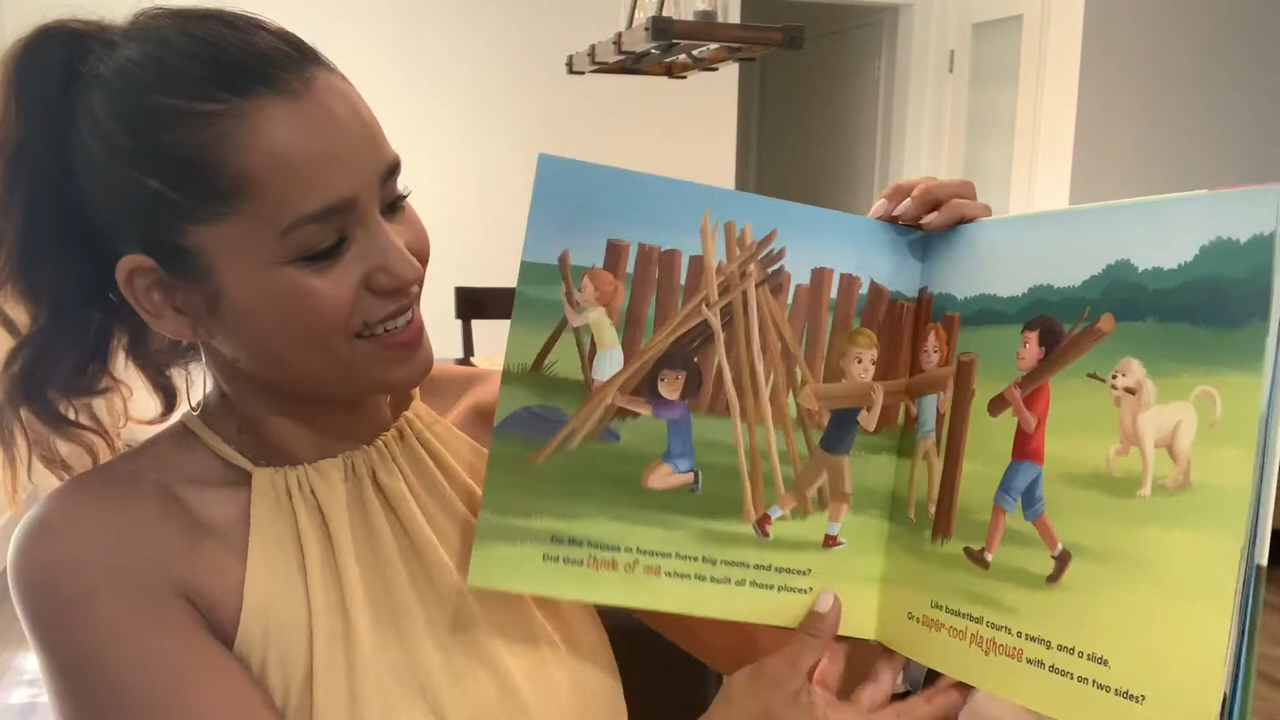 Do the houses in heaven have big rooms and spaces?
Did God think of me when He built all those places?
Like basketball courts, a swing, and a slide,
Or a super-cool playhouse with doors on two sides?